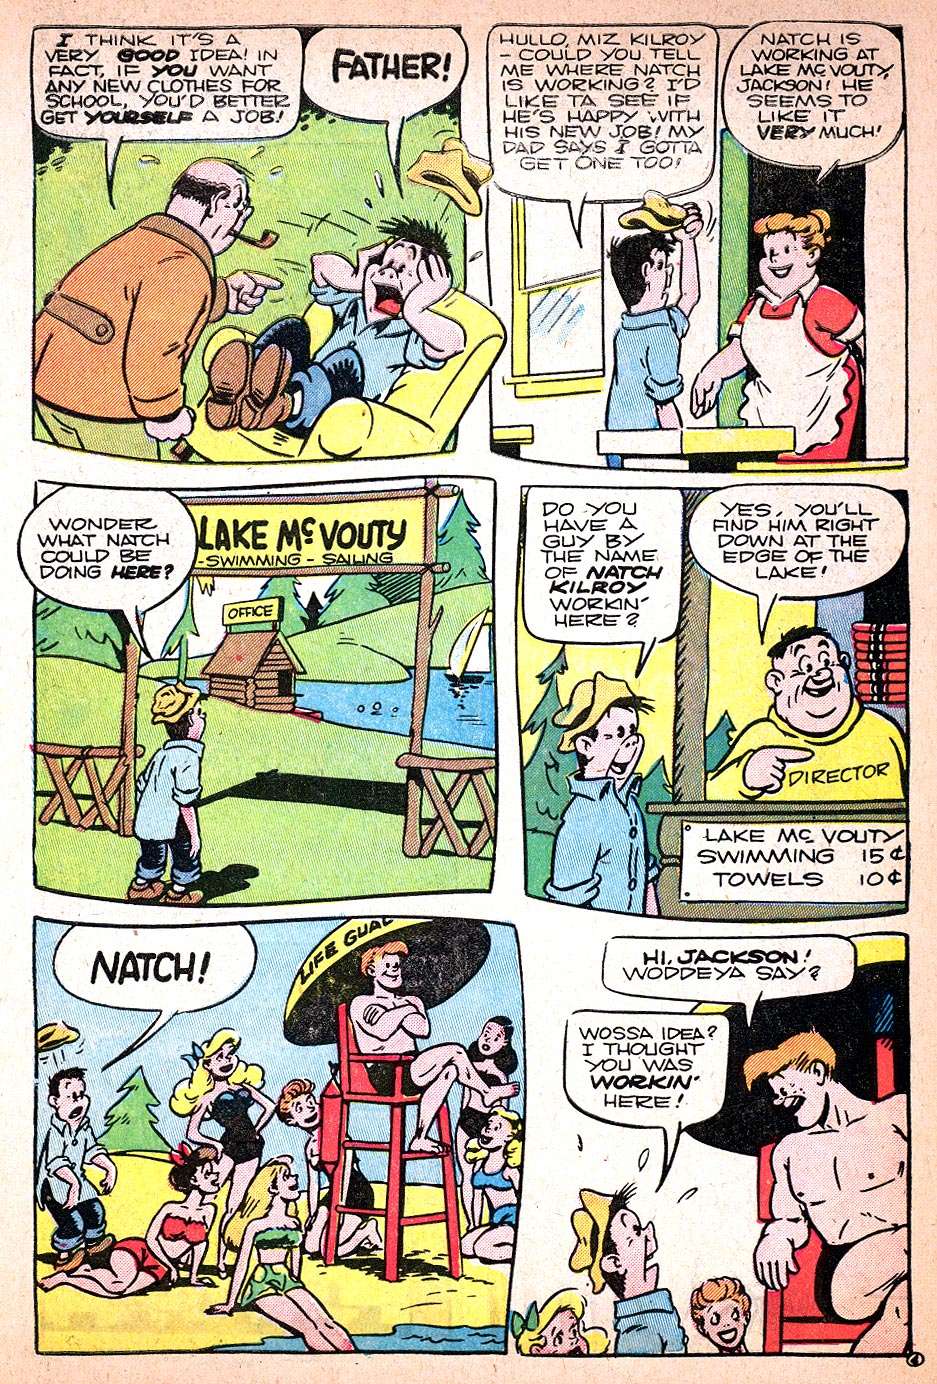 I THINK IT'S A
VERY GOOD IDEA! IN
FACT, IF YOU WANT
ANY NEW CLOTHES FOR
SCHOOL, YOU'D BETTER
GET YOURSELF A JOB!
FATHER!
HULLO, MIZ KILROY
- COULD YOU TELL
ME WHERE NATCH
IS WORKING? I'D
LIKE TA SEE IF
HE'S HAPPY WITH
HIS NEW JOB! MY
DAD SAYS I GOTTA
GET ONE TOO!
NATCH IS
WORKING AT
LAKE McVOUTY,
JACKSON! HE
SEEMS TO
LIKE IT
VERY MUCH!
WONDER
WHAT NATCH
COULD BE
DOING HERE?
LAKE McVOUTY
-SWIMMING - SAILING
OFFICE
DO YOU
HAVE A
GUY BY
THE NAME
OF NATCH
KILROY
WORKIN'
HERE?
YES, YOU'LL
FIND HIM RIGHT
DOWN AT THE
EDGE OF THE
LAKE!
DIRECTOR
LAKE McVOUTY
SWIMMING 15¢
TOWELS 10¢
NATCH!
LIFE GUA
HI, JACKSON!
WODDEYA SAY?
WOSSA IDEA?
I THOUGHT
YOU WAS
WORKIN'
HERE!
4